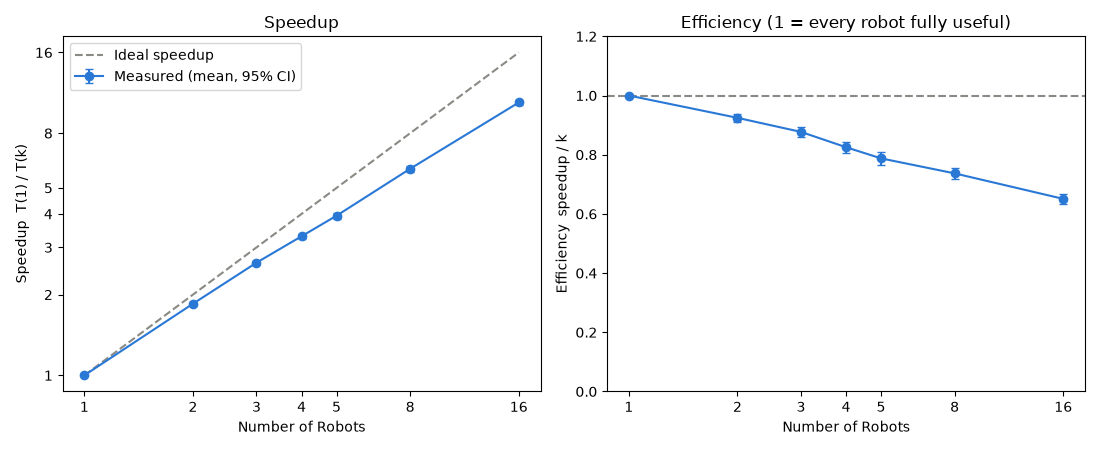 Speedup
Ideal speedup
Measured (mean, 95% CI)
Speedup T(1) / T(k)
16
8
5
4
3
2
1
1 2 3 4 5 8 16
Number of Robots
Efficiency (1 = every robot fully useful)
Efficiency speedup / k
1.2
1.0
0.8
0.6
0.4
0.2
0.0
1 2 3 4 5 8 16
Number of Robots